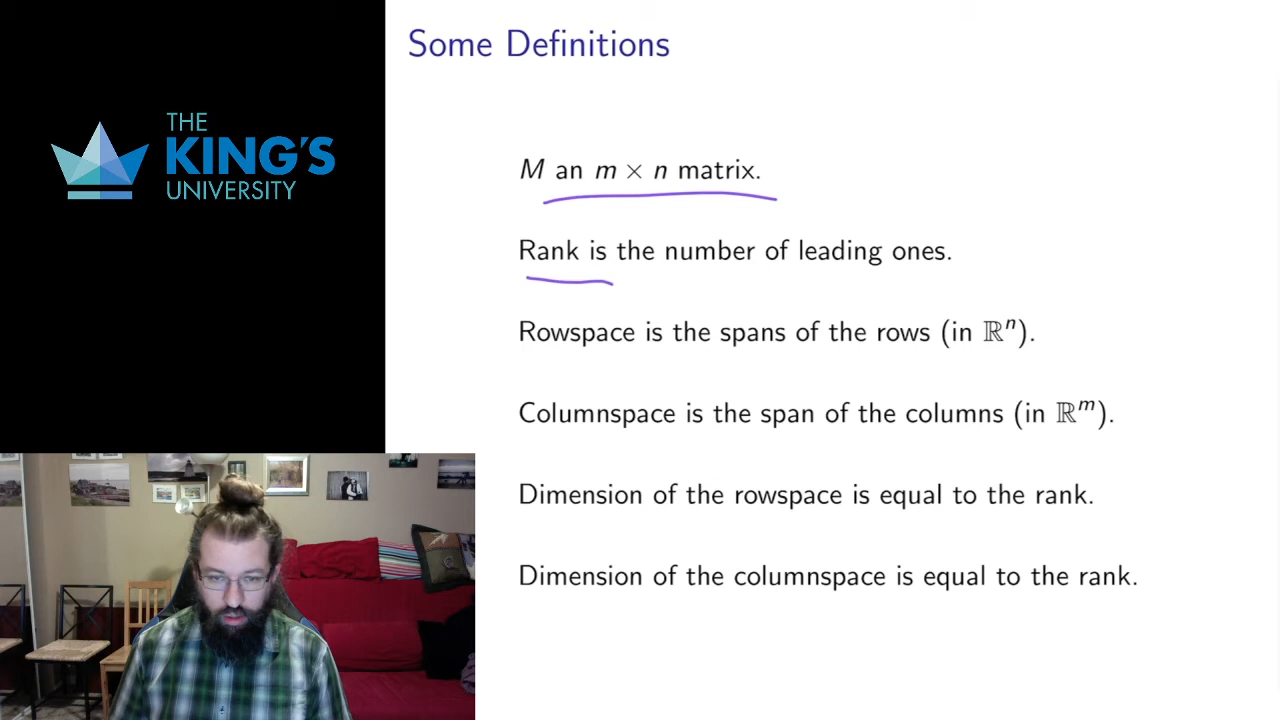 THE
KING'S
UNIVERSITY
Some Definitions
M an m × n matrix.
Rank is the number of leading ones.
Rowspace is the spans of the rows (in ℝⁿ).
Columnspace is the span of the columns (in ℝᵐ).
Dimension of the rowspace is equal to the rank.
Dimension of the columnspace is equal to the rank.